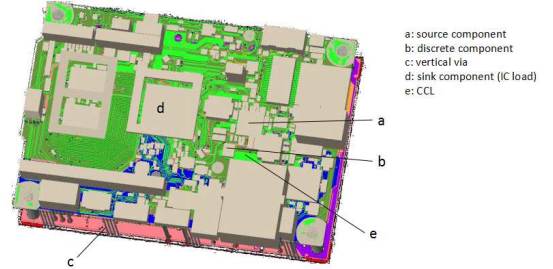 a: source component
b: discrete component
c: vertical via
d: sink component (IC load)
e: CCL
d
a
b
e
c